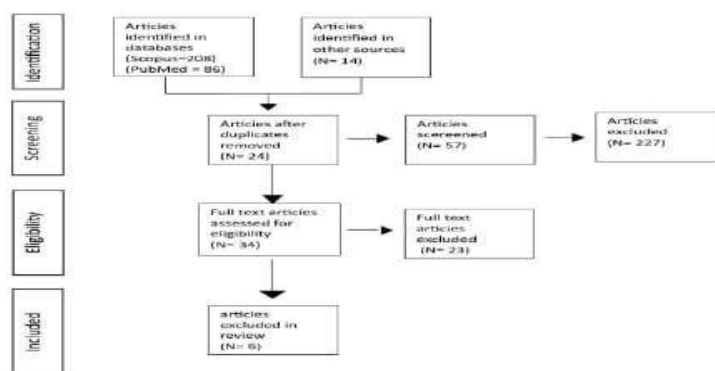 Identification
Articles
identified in
databases
(Scopus=208)
(PubMed = 86)
Articles
identified in
other sources
(N= 14)
Screening
Articles after
duplicates
removed
(N= 24)
Articles
scereened
(N= 57)
Articles
excluded
(N= 227)
Eligibility
Full text articles
assessed for
eligibility
(N= 34)
Full text
articles
excluded
(N= 23)
Included
articles
excluded in
review
(N= 6)